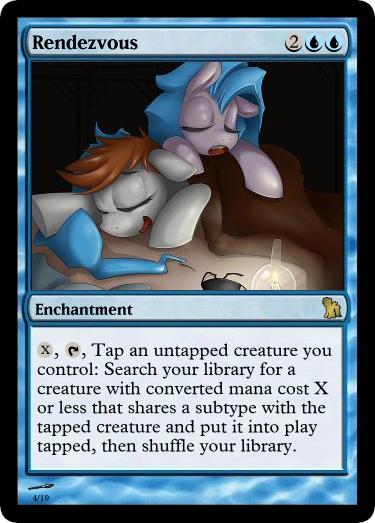 Rendezvous 2
Enchantment
X, , Tap an untapped creature you
control: Search your library for a
creature with converted mana cost X
or less that shares a subtype with the
tapped creature and put it into play
tapped, then shuffle your library.
4/19